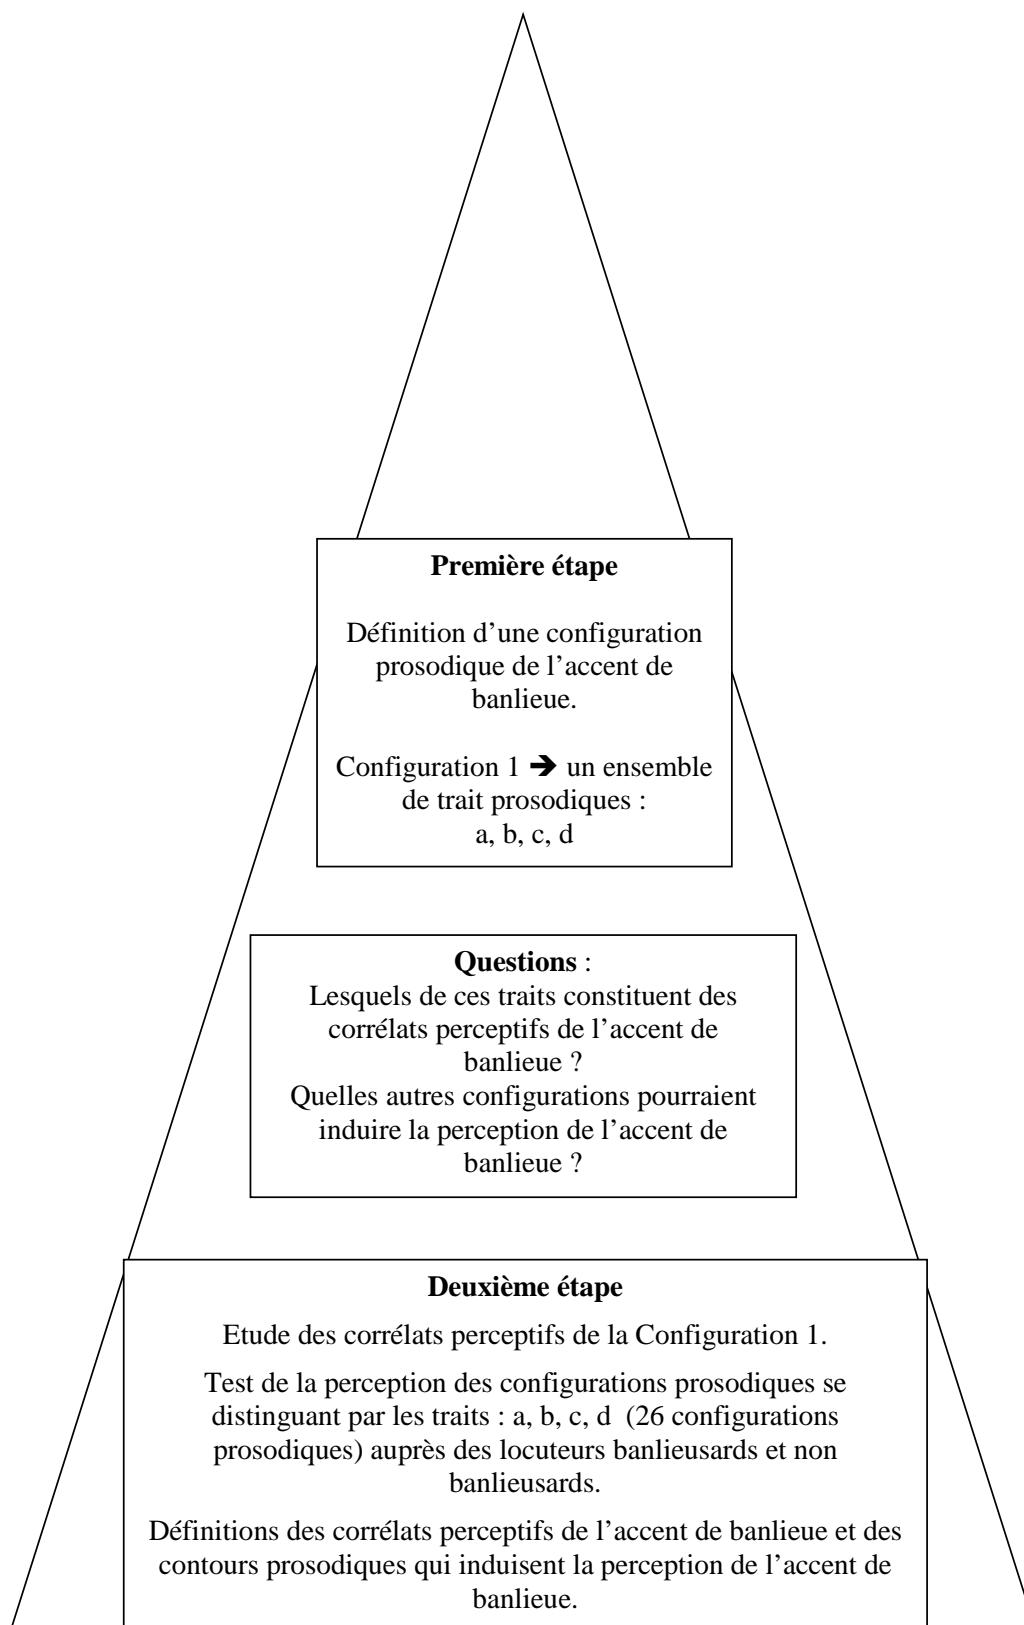 Première étape
Définition d’une configuration
prosodique de l’accent de
banlieue.
Configuration 1 ➔ un ensemble
de trait prosodiques :
a, b, c, d
Questions :
Lesquels de ces traits constituent des
corrélats perceptifs de l’accent de
banlieue ?
Quelles autres configurations pourraient
induire la perception de l’accent de
banlieue ?
Deuxième étape
Etude des corrélats perceptifs de la Configuration 1.
Test de la perception des configurations prosodiques se
distinguant par les traits : a, b, c, d (26 configurations
prosodiques) auprès des locuteurs banlieusards et non
banlieusards.
Définitions des corrélats perceptifs de l’accent de banlieue et des
contours prosodiques qui induisent la perception de l’accent de
banlieue.